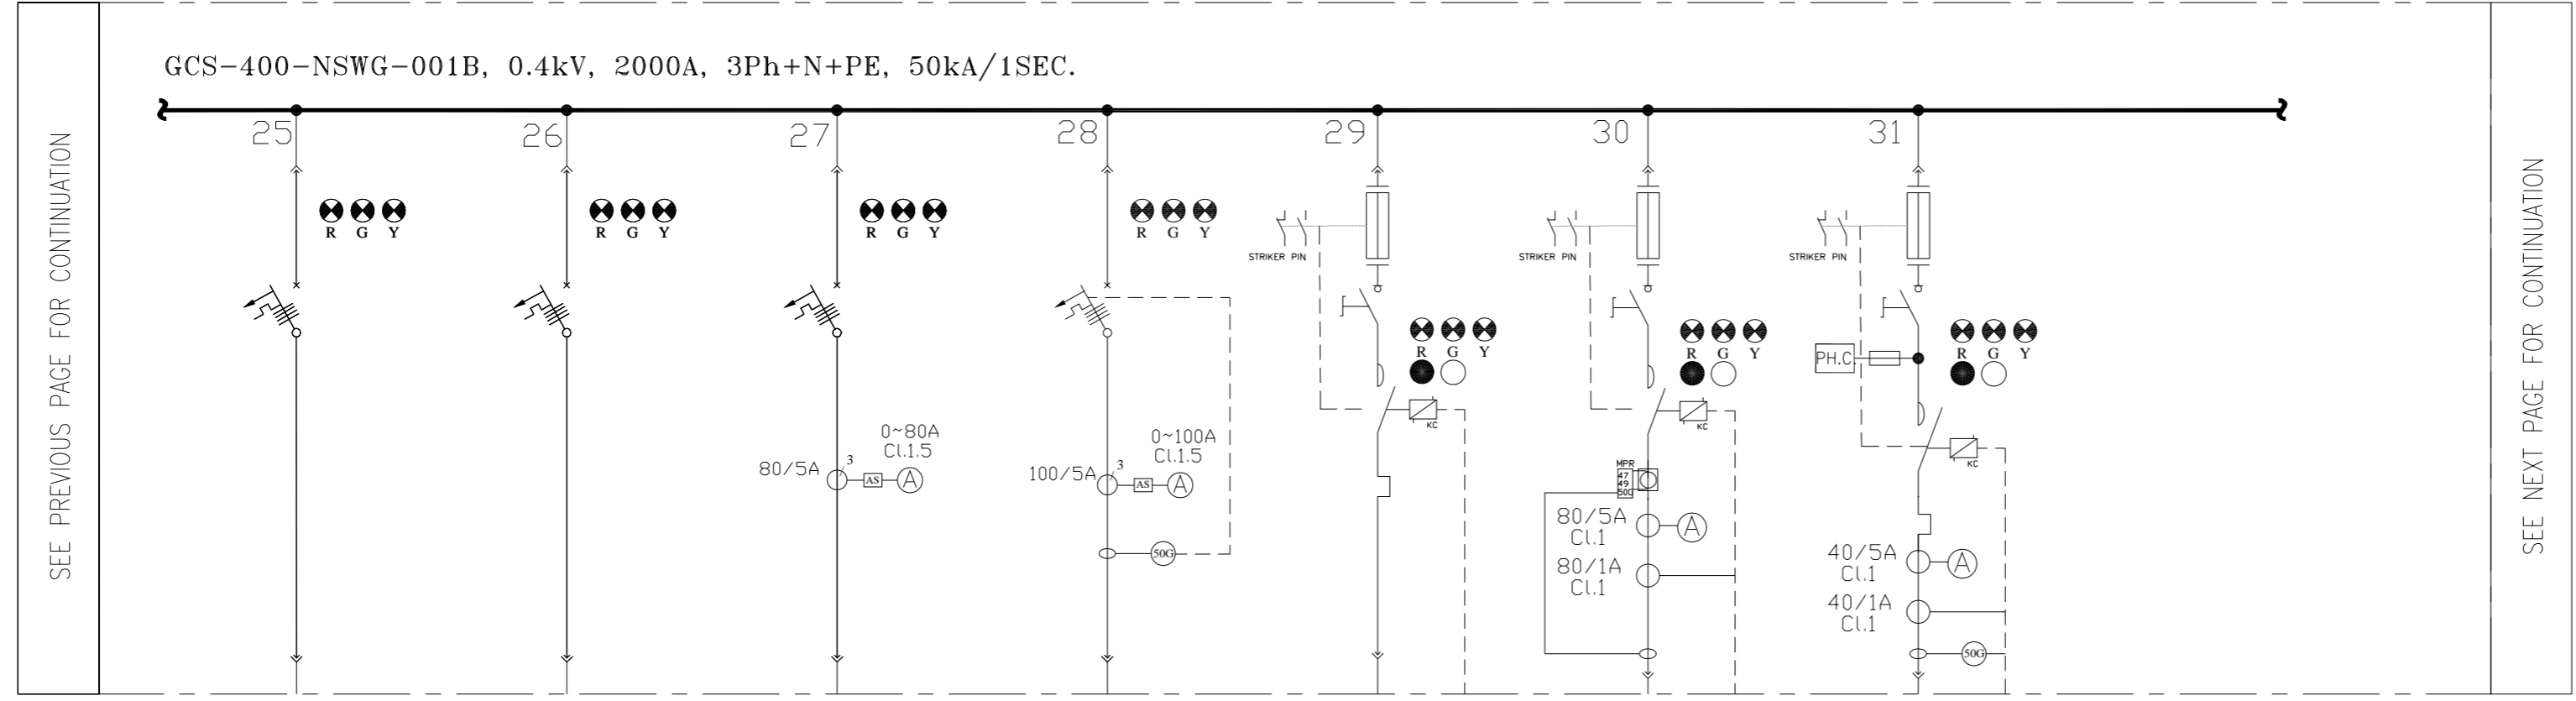 GCS-400-NSWG-001B, 0.4kV, 2000A, 3Ph+N+PE, 50kA/1SEC.
SEE PREVIOUS PAGE FOR CONTINUATION
25
R G Y
26
R G Y
27
R G Y
0~80A
Cl.1.5
80/5A
3
AS
A
28
R G Y
0~100A
Cl.1.5
100/5A
3
AS
A
50G
29
STRIKER PIN
R G Y
KC
30
STRIKER PIN
R G Y
KC
MPR
47
49
50G
80/5A
Cl.1
A
80/1A
Cl.1
31
STRIKER PIN
R G Y
PH.C
KC
40/5A
Cl.1
A
40/1A
Cl.1
50G
SEE NEXT PAGE FOR CONTINUATION